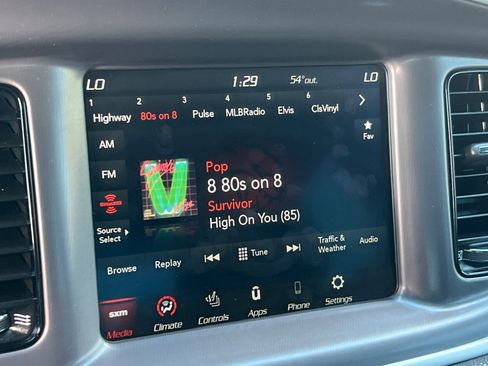 LO 1:29 54° out. LO
1 2 3 4 5 6
Highway 80s on 8 Pulse MLBRadio Elvis ClsVinyl
AM
Fav
FM
Pop
8 80s on 8
Survivor
High On You (85)
Source
Select
Browse Replay Tune Traffic & Weather Audio
sxm
Media Climate Controls Apps Phone Settings